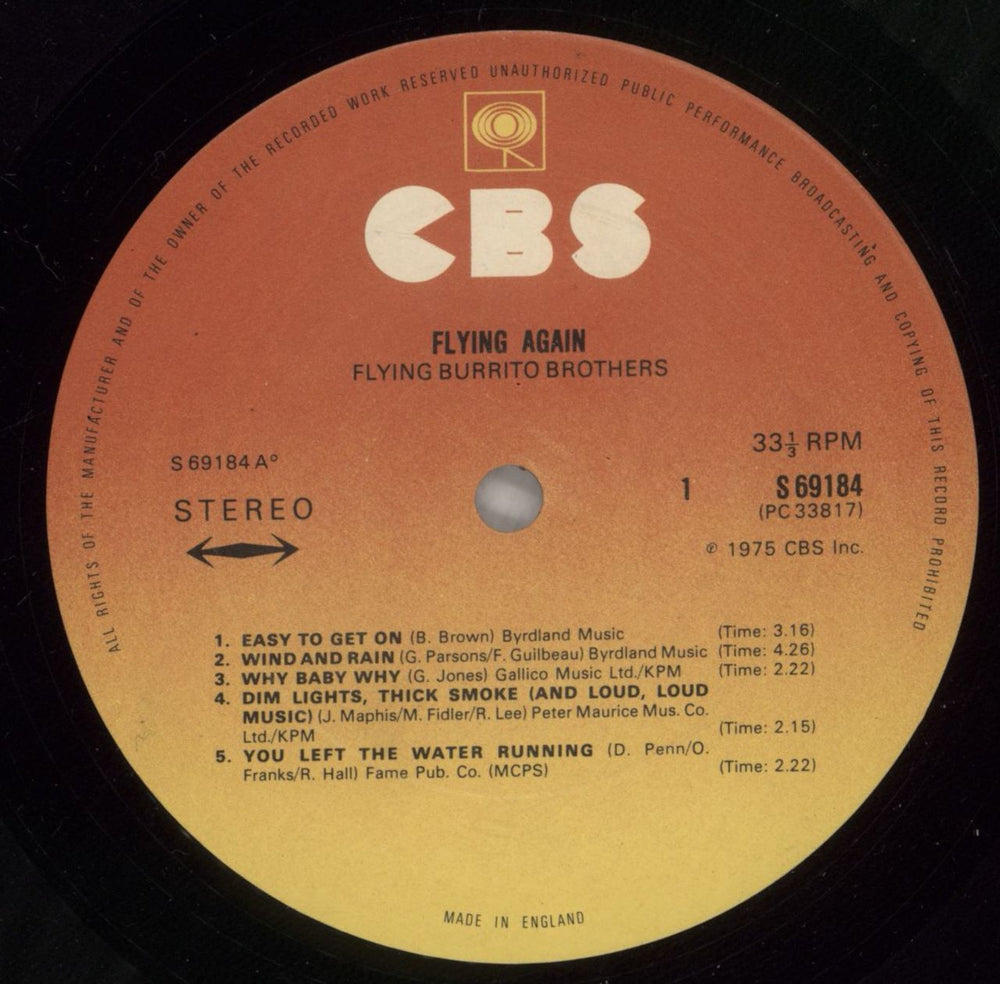 ALL RIGHTS OF THE MANUFACTURER AND OF THE OWNER OF THE RECORDED WORK RESERVED UNAUTHORIZED PUBLIC PERFORMANCE BROADCASTING AND COPYING OF THIS RECORD PROHIBITED
CBS
FLYING AGAIN
FLYING BURRITO BROTHERS
S 69184 A°
STEREO
33⅓ RPM
1 S 69184
(PC 33817)
℗ 1975 CBS Inc.
1. EASY TO GET ON (B. Brown) Byrdland Music (Time: 3.16)
2. WIND AND RAIN (G. Parsons/F. Guilbeau) Byrdland Music (Time: 4.26)
3. WHY BABY WHY (G. Jones) Gallico Music Ltd./KPM (Time: 2.22)
4. DIM LIGHTS, THICK SMOKE (AND LOUD, LOUD
MUSIC) (J. Maphis/M. Fidler/R. Lee) Peter Maurice Mus. Co.
Ltd./KPM (Time: 2.15)
5. YOU LEFT THE WATER RUNNING (D. Penn/O.
Franks/R. Hall) Fame Pub. Co. (MCPS) (Time: 2.22)
MADE IN ENGLAND